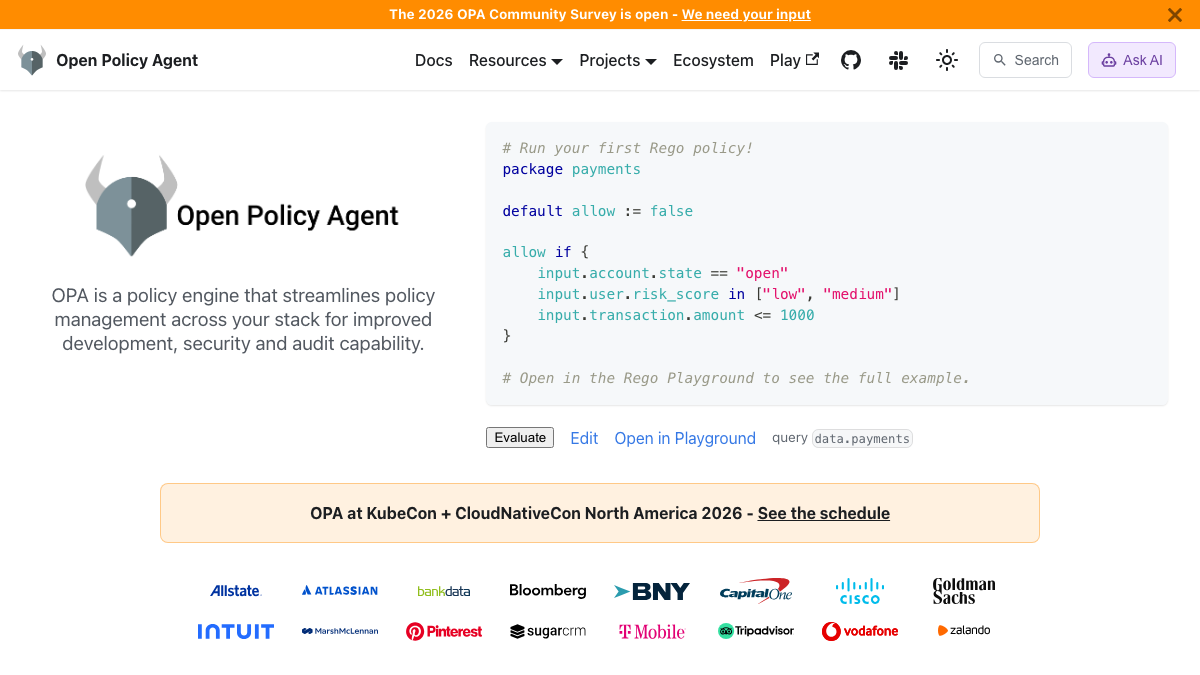 The 2026 OPA Community Survey is open - We need your input
Open Policy Agent
Docs Resources Projects Ecosystem Play Search Ask AI
Open Policy Agent
OPA is a policy engine that streamlines policy
management across your stack for improved
development, security and audit capability.
# Run your first Rego policy!
package payments
default allow := false
allow if {
    input.account.state == "open"
    input.user.risk_score in ["low", "medium"]
    input.transaction.amount <= 1000
}
# Open in the Rego Playground to see the full example.
Evaluate Edit Open in Playground query data.payments
OPA at KubeCon + CloudNativeCon North America 2026 - See the schedule
Allstate. ATLASSIAN bankdata Bloomberg BNY CapitalOne CISCO Goldman Sachs
INTUIT MarshMcLennan Pinterest sugarcrm T Mobile Tripadvisor vodafone zalando